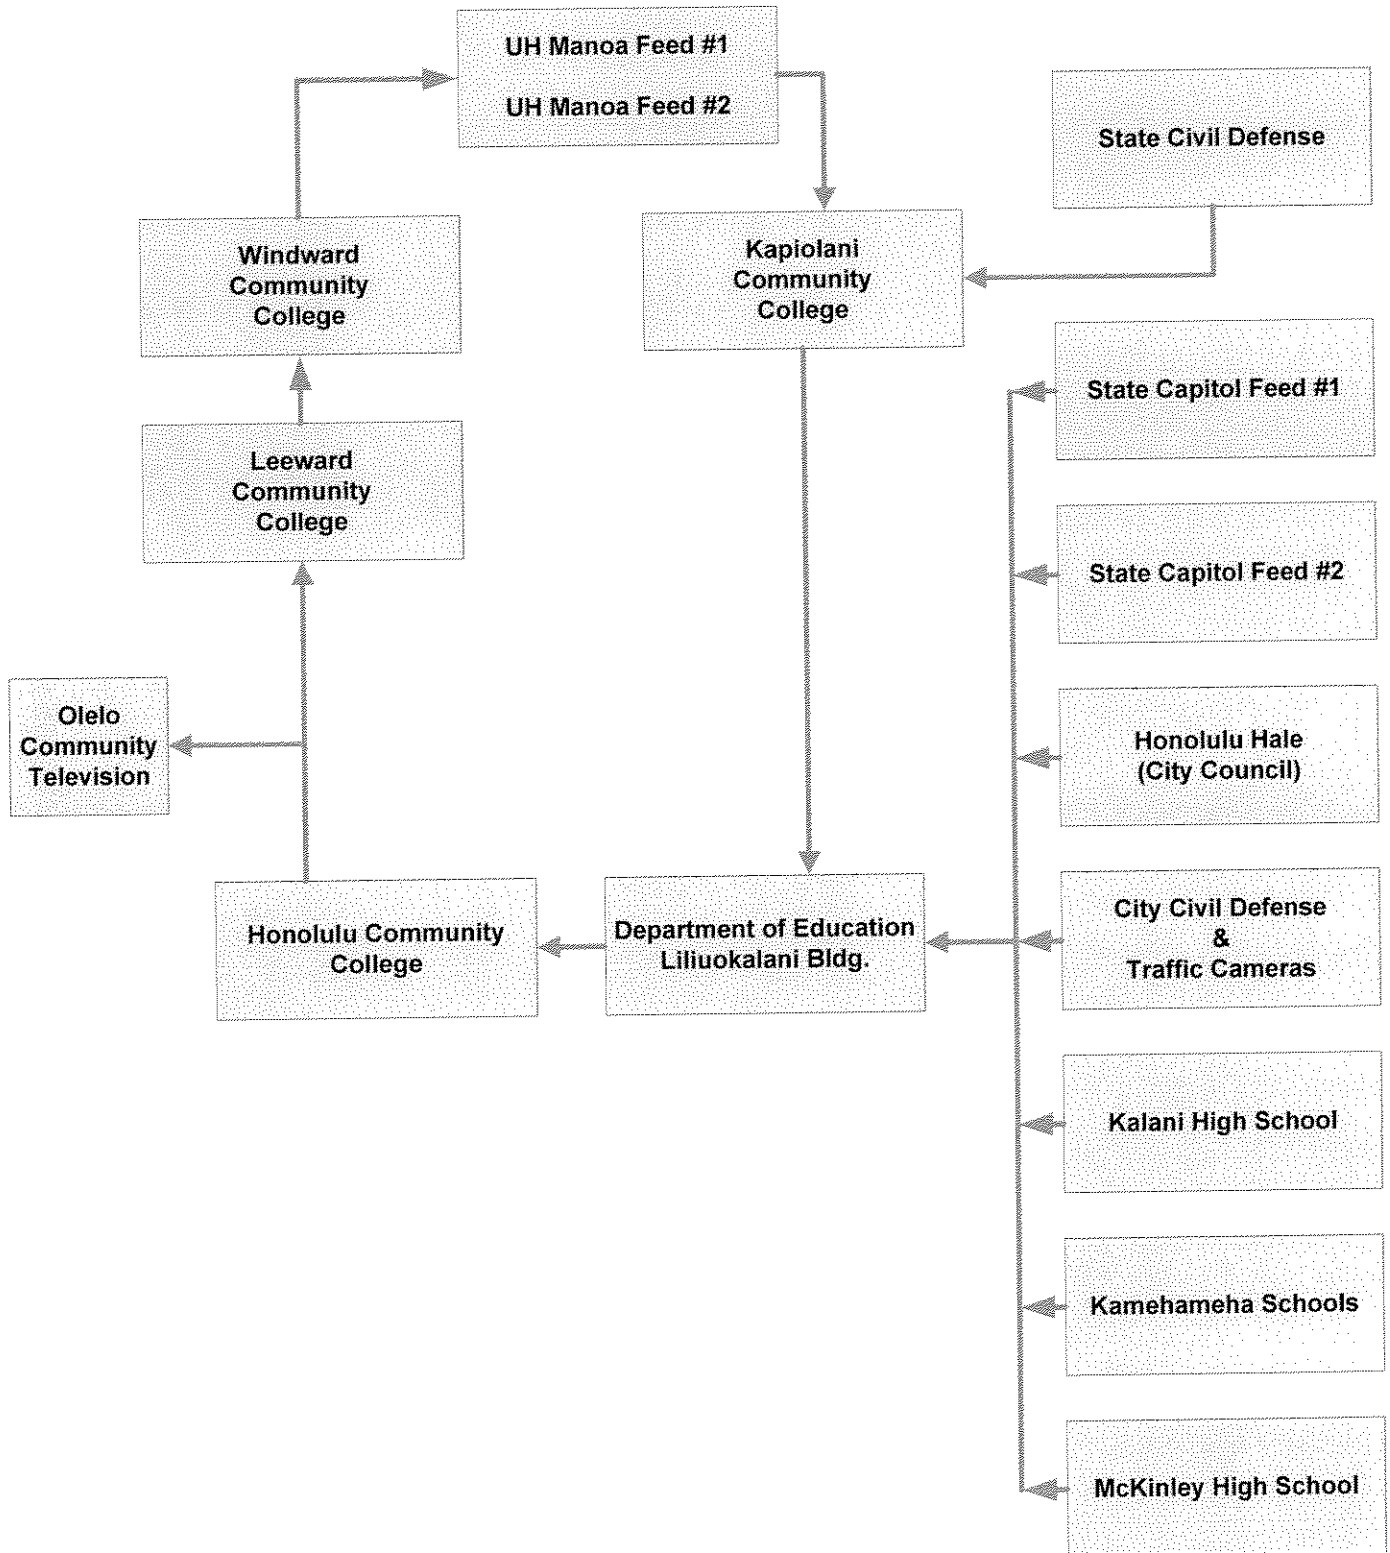 UH Manoa Feed #1
UH Manoa Feed #2
State Civil Defense
Windward
Community
College
Kapiolani
Community
College
State Capitol Feed #1
Leeward
Community
College
State Capitol Feed #2
Olelo
Community
Television
Honolulu Hale
(City Council)
Honolulu Community
College
Department of Education
Liliuokalani Bldg.
City Civil Defense
&
Traffic Cameras
Kalani High School
Kamehameha Schools
McKinley High School